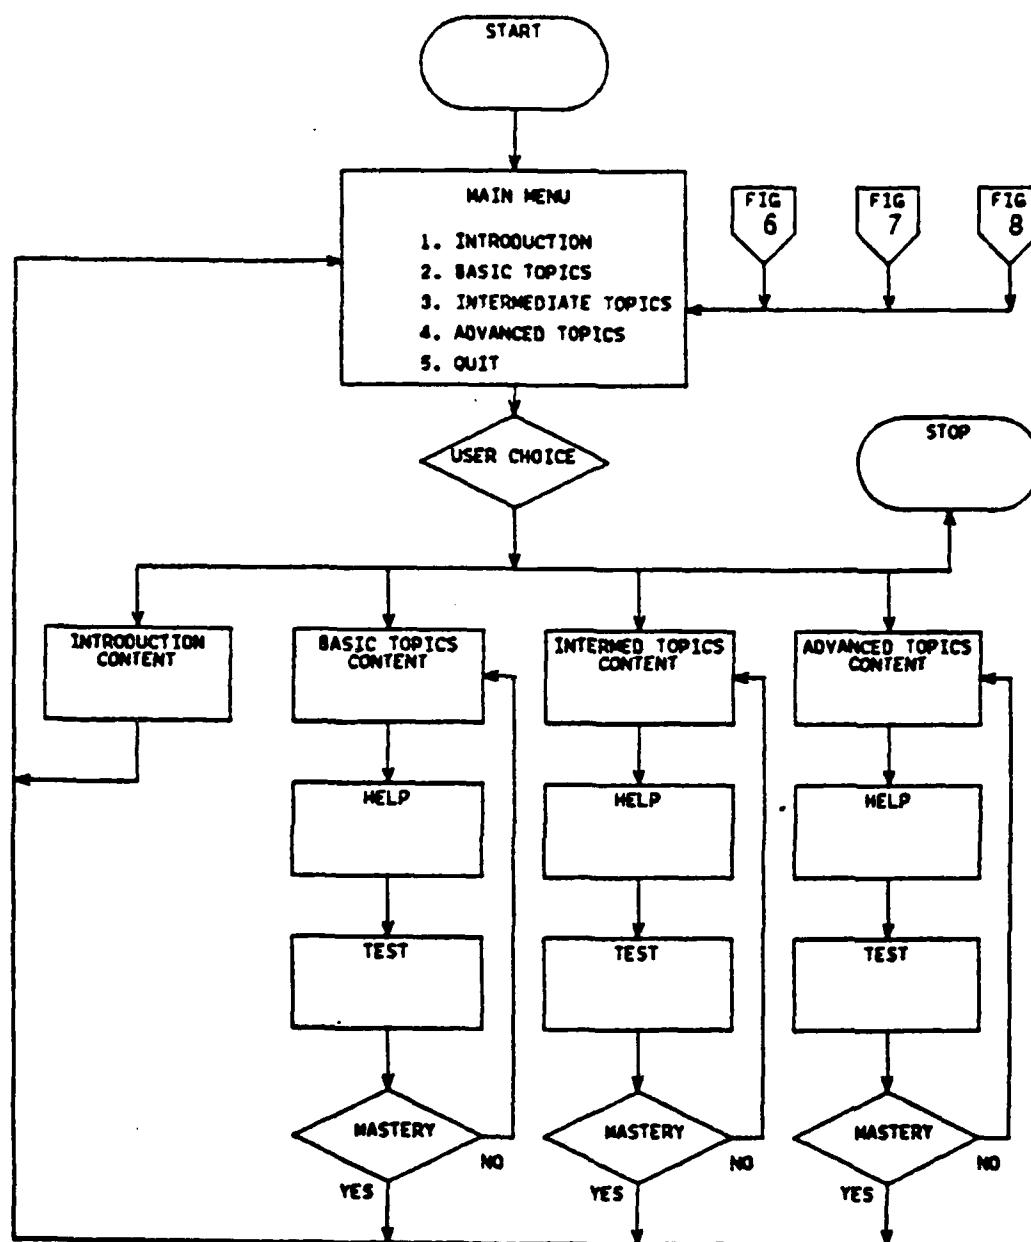 START
MAIN MENU
1. INTRODUCTION
2. BASIC TOPICS
3. INTERMEDIATE TOPICS
4. ADVANCED TOPICS
5. QUIT
FIG
6
FIG
7
FIG
8
USER CHOICE
STOP
INTRODUCTION
CONTENT
BASIC TOPICS
CONTENT
INTERMED TOPICS
CONTENT
ADVANCED TOPICS
CONTENT
HELP
HELP
HELP
TEST
TEST
TEST
MASTERY
NO
YES
MASTERY
NO
YES
MASTERY
NO
YES